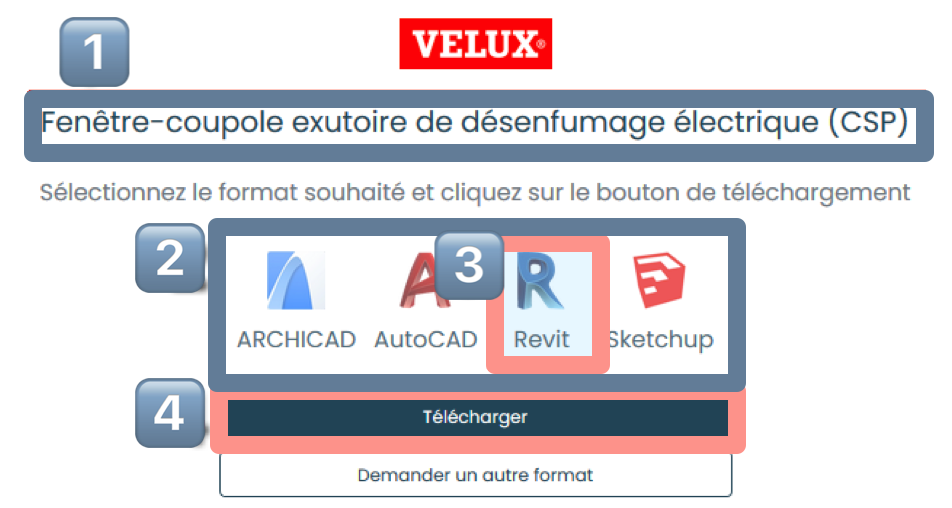 1
VELUX®
Fenêtre-coupole exutoire de désenfumage électrique (CSP)
Sélectionnez le format souhaité et cliquez sur le bouton de téléchargement
2
3
ARCHICAD AutoCAD Revit Sketchup
4
Télécharger
Demander un autre format